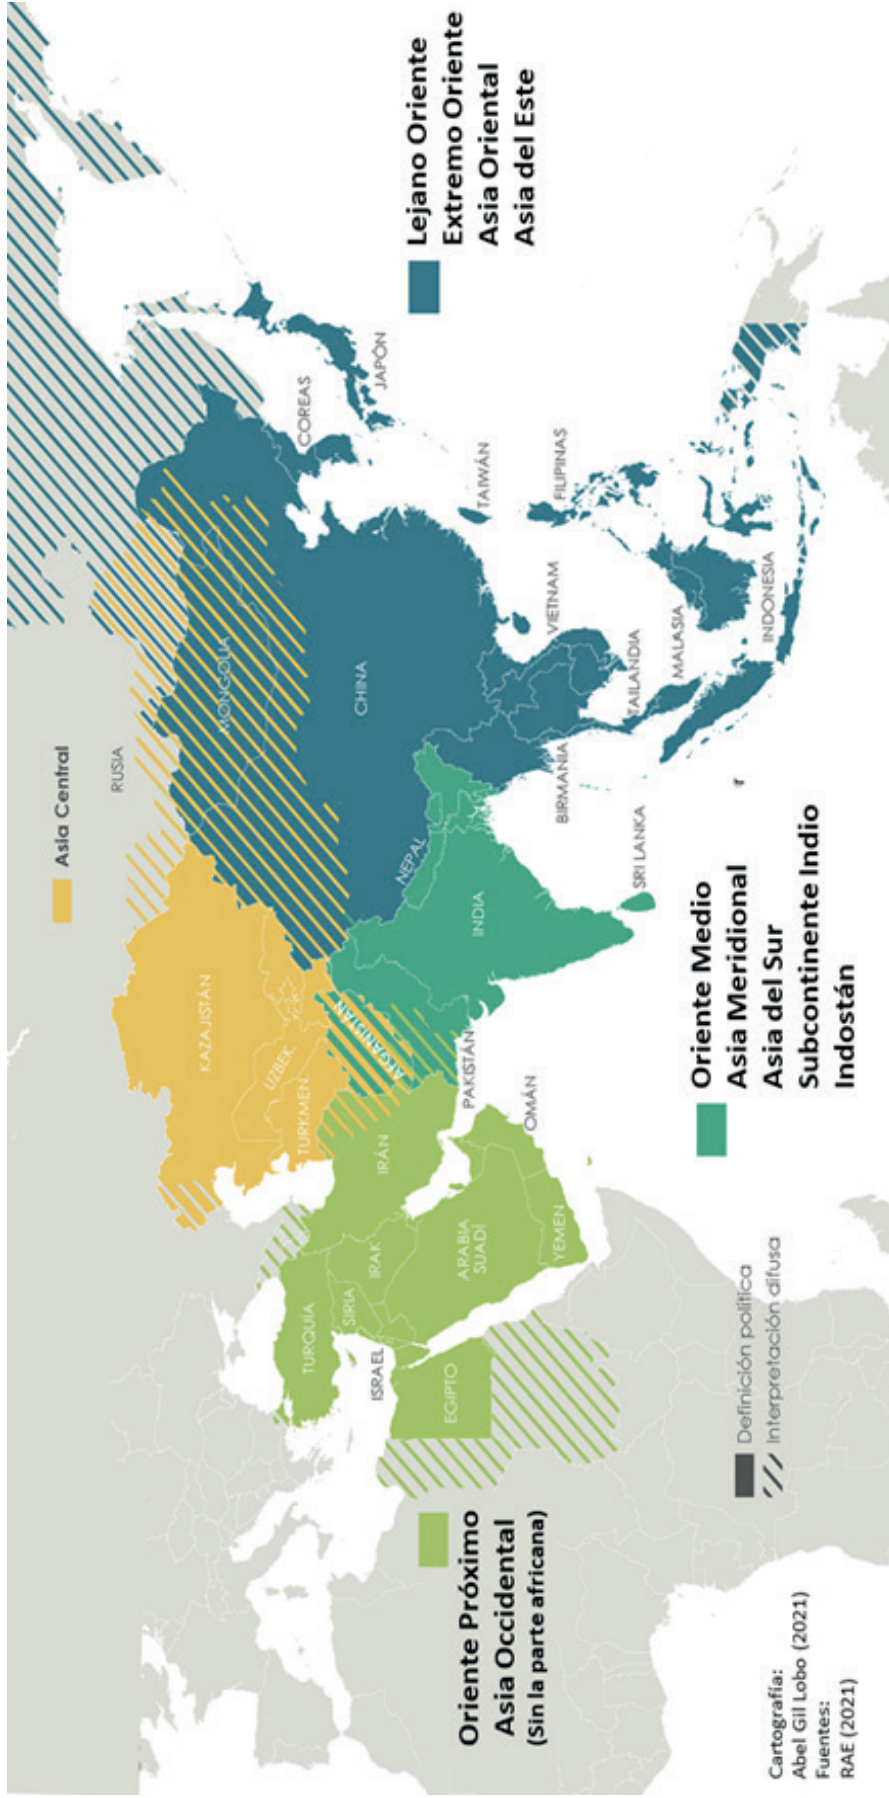 Asia Central
RUSIA
KAZAJISTÁN
UZBEK.
TURKMEN.
MONGOLIA
CHINA
COREAS
JAPÓN
TAIWÁN
FILIPINAS
VIETNAM
TAILANDIA
MALASIA
INDONESIA
BIRMANIA
NEPAL
INDIA
SRI LANKA
AFGANISTÁN
PAKISTÁN
IRÁN
OMÁN
IRAK
ARABIA
SUADÍ
YEMEN
SIRIA
TURQUÍA
ISRAEL
EGIPTO
Lejano Oriente
Extremo Oriente
Asia Oriental
Asia del Este
Oriente Medio
Asia Meridional
Asia del Sur
Subcontinente Indio
Indostán
Oriente Próximo
Asia Occidental
(Sin la parte africana)
Definición política
Interpretación difusa
Cartografía:
Abel Gil Lobo (2021)
Fuentes:
RAE (2021)